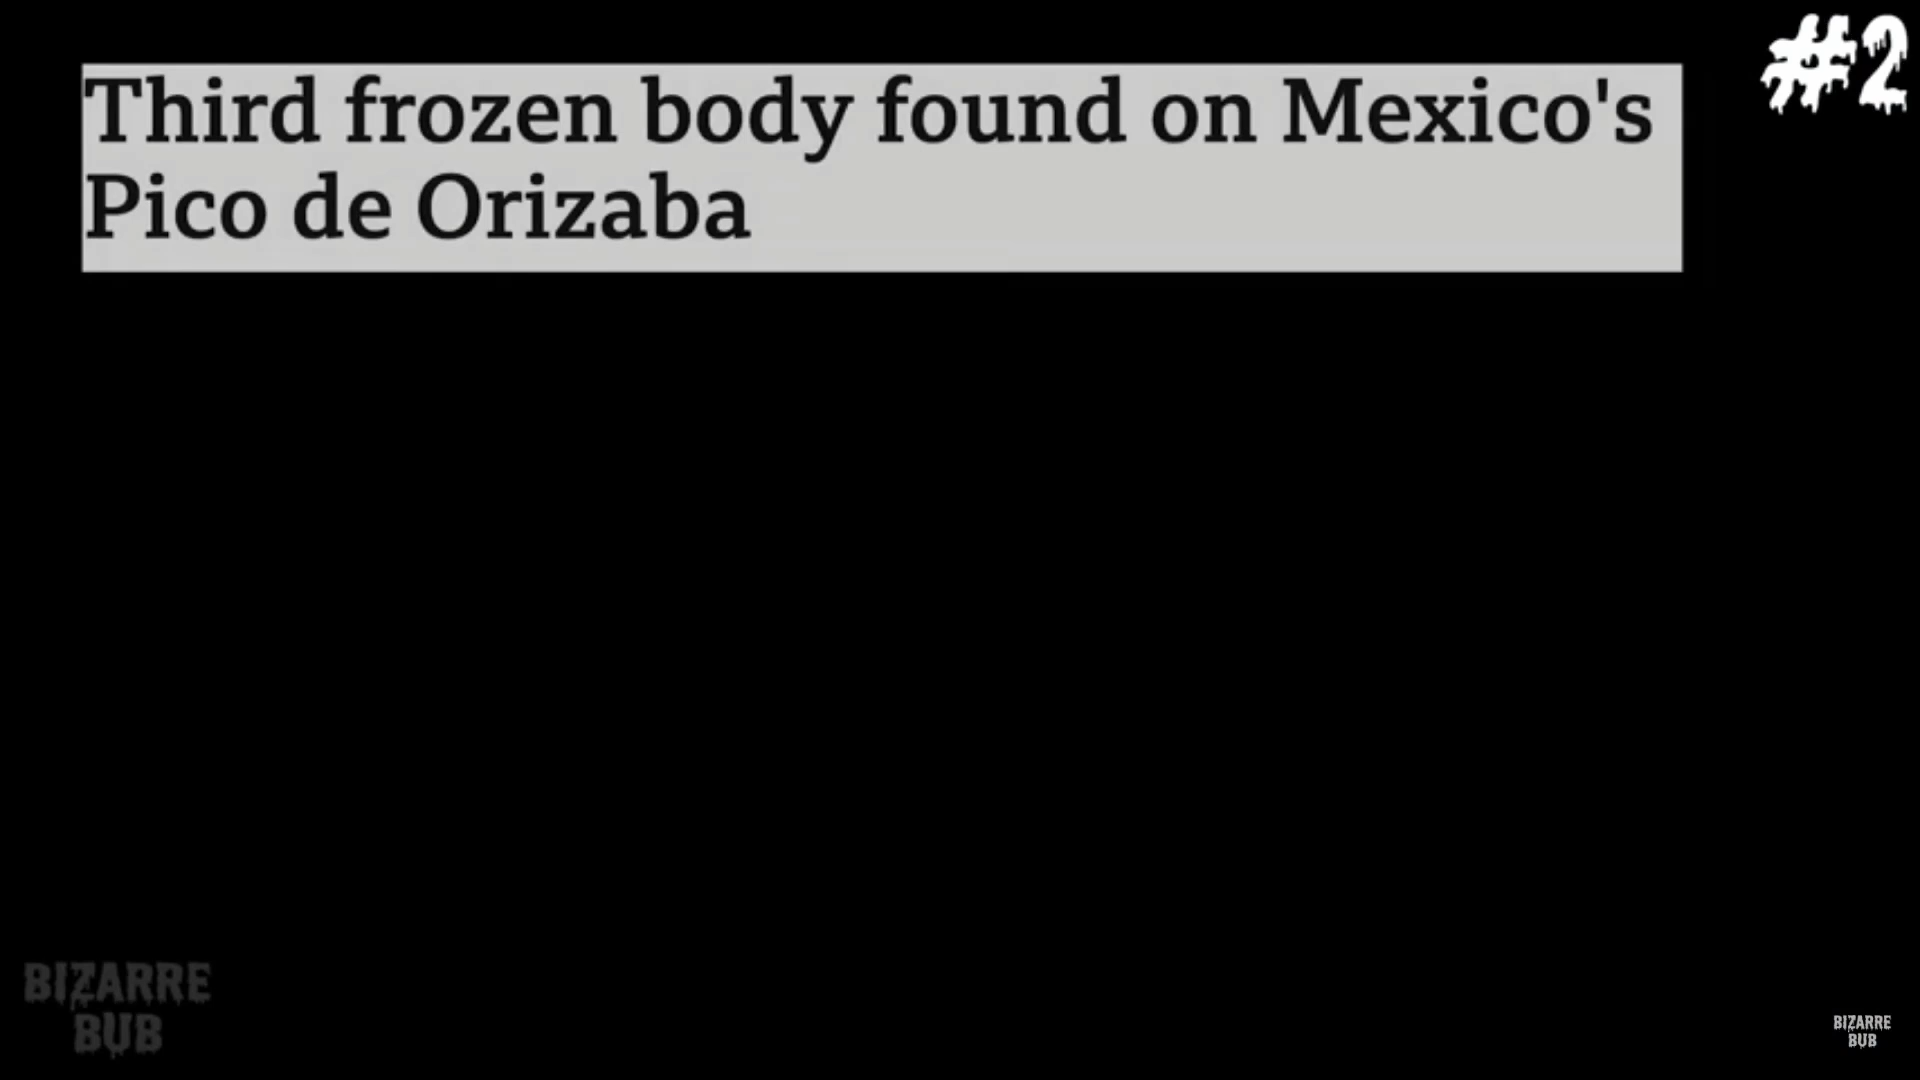 #2
Third frozen body found on Mexico's
Pico de Orizaba
BIZARRE
BUB
BIZARRE
BUB